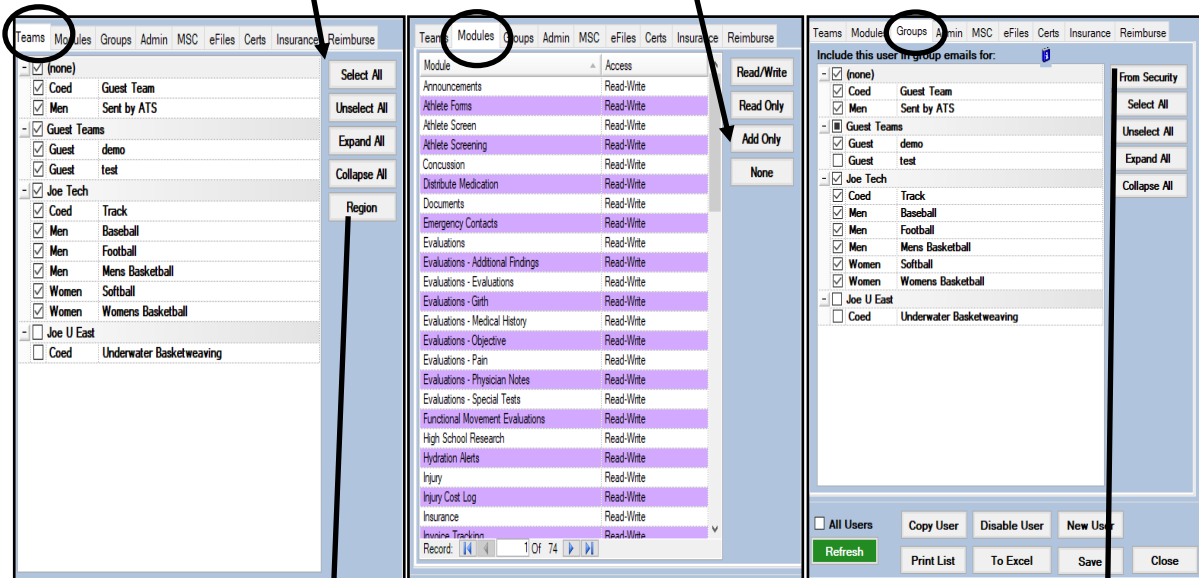 Teams Modules Groups Admin MSC eFiles Certs Insurance Reimburse
(none)
Coed Guest Team
Men Sent by ATS
Guest Teams
Guest demo
Guest test
Joe Tech
Coed Track
Men Baseball
Men Football
Men Mens Basketball
Women Softball
Women Womens Basketball
Joe U East
Coed Underwater Basketweaving
Select All
Unselect All
Expand All
Collapse All
Region
Teams Modules Groups Admin MSC eFiles Certs Insurance Reimburse
Module Access
Announcements Read-Write
Athlete Forms Read-Write
Athlete Screen Read-Write
Athlete Screening Read-Write
Concussion Read-Write
Distribute Medication Read-Write
Documents Read-Write
Emergency Contacts Read-Write
Evaluations Read-Write
Evaluations - Additional Findings Read-Write
Evaluations - Evaluations Read-Write
Evaluations - Girth Read-Write
Evaluations - Medical History Read-Write
Evaluations - Objective Read-Write
Evaluations - Pain Read-Write
Evaluations - Physician Notes Read-Write
Evaluations - Special Tests Read-Write
Functional Movement Evaluations Read-Write
High School Research Read-Write
Hydration Alerts Read-Write
Injury Read-Write
Injury Cost Log Read-Write
Insurance Read-Write
Invoice Tracking Read-Write
Record: 1 Of 74
Read/Write
Read Only
Add Only
None
Teams Modules Groups Admin MSC eFiles Certs Insurance Reimburse
Include this user in group emails for:
(none)
Coed Guest Team
Men Sent by ATS
Guest Teams
Guest demo
Guest test
Joe Tech
Coed Track
Men Baseball
Men Football
Men Mens Basketball
Women Softball
Women Womens Basketball
Joe U East
Coed Underwater Basketweaving
From Security
Select All
Unselect All
Expand All
Collapse All
All Users Copy User Disable User New User
Refresh Print List To Excel Save Close